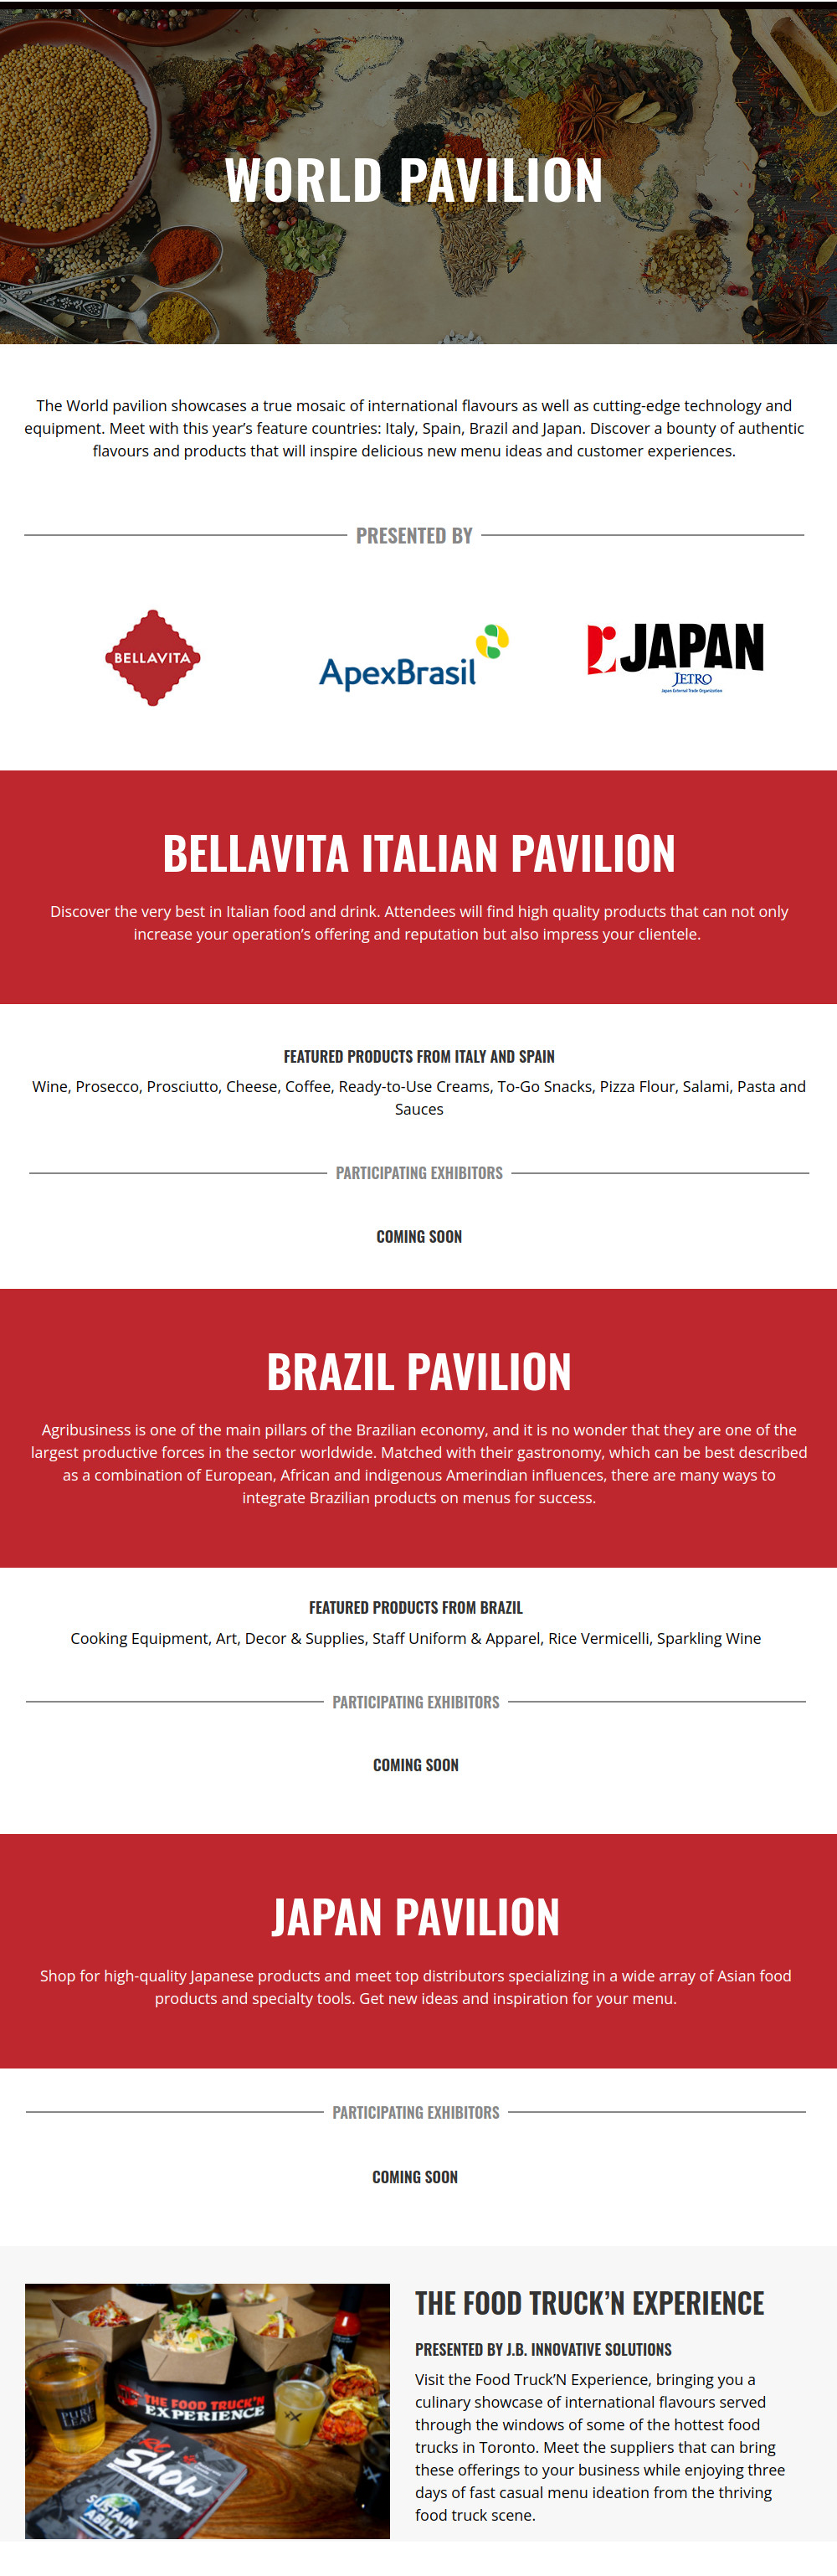 WORLD PAVILION
The World pavilion showcases a true mosaic of international flavours as well as cutting-edge technology and
equipment. Meet with this year’s feature countries: Italy, Spain, Brazil and Japan. Discover a bounty of authentic
flavours and products that will inspire delicious new menu ideas and customer experiences.
PRESENTED BY
BELLAVITA
ApexBrasil
JAPAN
JETRO
Japan External Trade Organization
BELLAVITA ITALIAN PAVILION
Discover the very best in Italian food and drink. Attendees will find high quality products that can not only
increase your operation’s offering and reputation but also impress your clientele.
FEATURED PRODUCTS FROM ITALY AND SPAIN
Wine, Prosecco, Prosciutto, Cheese, Coffee, Ready-to-Use Creams, To-Go Snacks, Pizza Flour, Salami, Pasta and
Sauces
PARTICIPATING EXHIBITORS
COMING SOON
BRAZIL PAVILION
Agribusiness is one of the main pillars of the Brazilian economy, and it is no wonder that they are one of the
largest productive forces in the sector worldwide. Matched with their gastronomy, which can be best described
as a combination of European, African and indigenous Amerindian influences, there are many ways to
integrate Brazilian products on menus for success.
FEATURED PRODUCTS FROM BRAZIL
Cooking Equipment, Art, Decor & Supplies, Staff Uniform & Apparel, Rice Vermicelli, Sparkling Wine
PARTICIPATING EXHIBITORS
COMING SOON
JAPAN PAVILION
Shop for high-quality Japanese products and meet top distributors specializing in a wide array of Asian food
products and specialty tools. Get new ideas and inspiration for your menu.
PARTICIPATING EXHIBITORS
COMING SOON
THE FOOD TRUCK’N
EXPERIENCE
PURE
LEAF
Show
SUSTAIN
ABILITY
THE FOOD TRUCK’N EXPERIENCE
PRESENTED BY J.B. INNOVATIVE SOLUTIONS
Visit the Food Truck’N Experience, bringing you a
culinary showcase of international flavours served
through the windows of some of the hottest food
trucks in Toronto. Meet the suppliers that can bring
these offerings to your business while enjoying three
days of fast casual menu ideation from the thriving
food truck scene.